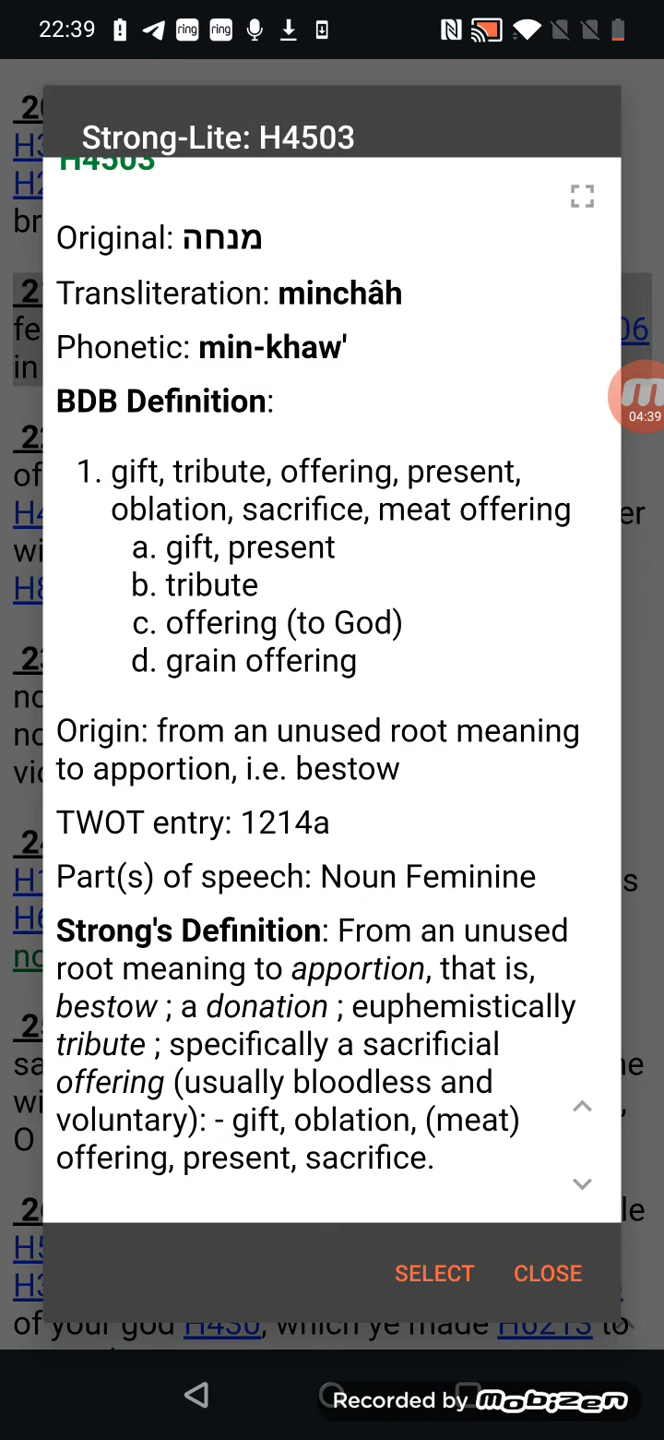 22:39 ring ring
Strong-Lite: H4503
H4503
Original: מנחה
Transliteration: minchâh
Phonetic: min-khaw'
06
BDB Definition:
04:39
1. gift, tribute, offering, present,
oblation, sacrifice, meat offering
a. gift, present
b. tribute
c. offering (to God)
d. grain offering
Origin: from an unused root meaning
to apportion, i.e. bestow
TWOT entry: 1214a
Part(s) of speech: Noun Feminine
Strong's Definition: From an unused
root meaning to apportion, that is,
bestow ; a donation ; euphemistically
tribute ; specifically a sacrificial
offering (usually bloodless and
voluntary): - gift, oblation, (meat)
offering, present, sacrifice.
SELECT CLOSE
of your god H430, which ye made H6213 to
Recorded by mobizen